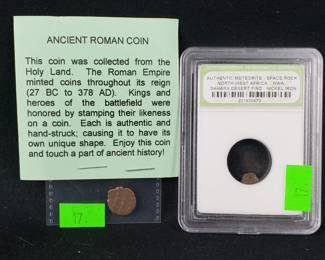 ANCIENT ROMAN COIN
This coin was collected from the
Holy Land. The Roman Empire
minted coins throughout its reign
(27 BC to 378 AD). Kings and
heroes of the battlefield were
honored by stamping their likeness
on a coin. Each is authentic and
hand-struck; causing it to have its
own unique shape. Enjoy this coin
and touch a part of ancient history!
17.
AUTHENTIC METEORITE - SPACE ROCK
NORTH WEST AFRICA - NWA
SAHARA DESERT FIND - NICKEL IRON
17.